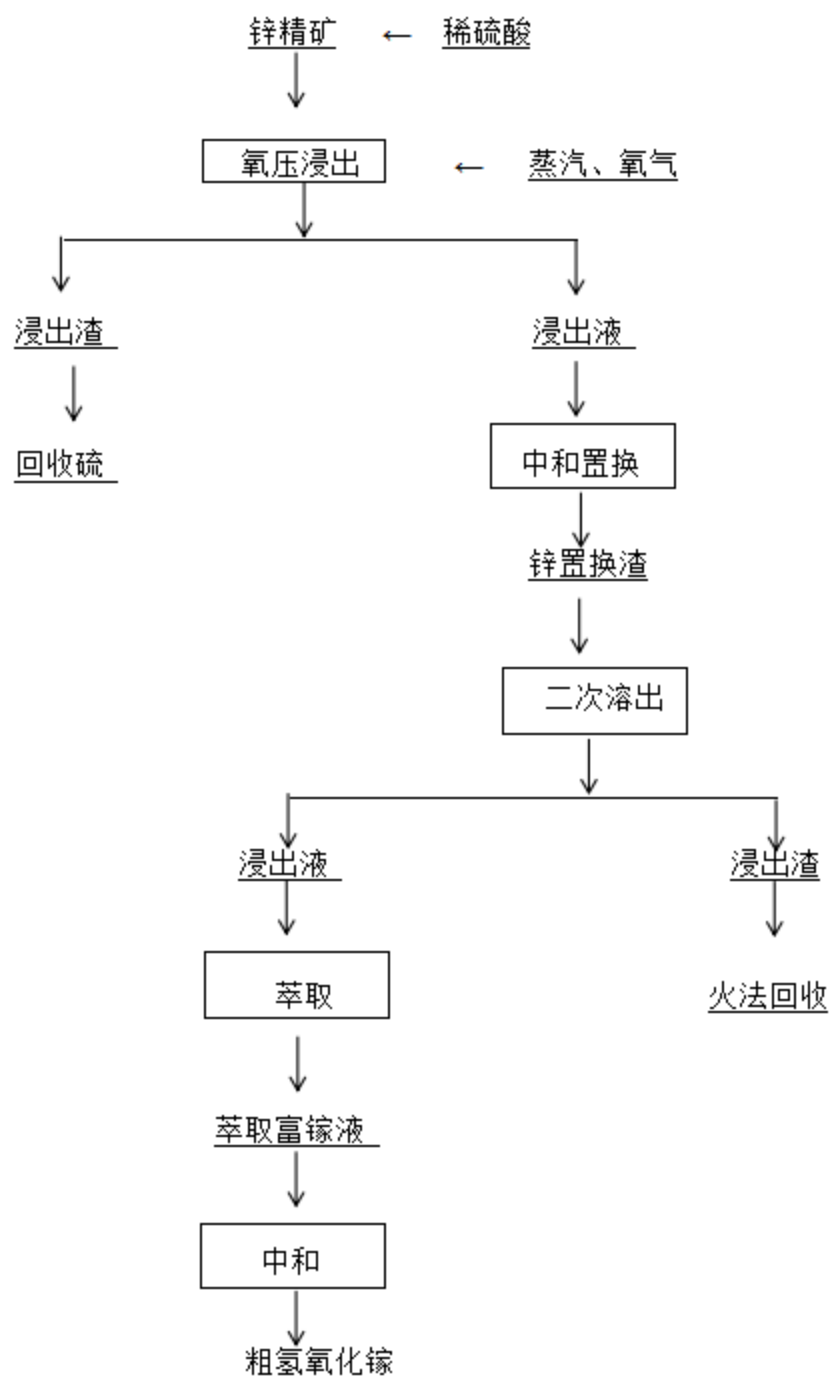 锌精矿 ← 稀硫酸
氧压浸出 ← 蒸汽、氧气
浸出渣 浸出液
回收硫 中和置换
锌置换渣
二次溶出
浸出液 浸出渣
萃取 火法回收
萃取富镓液
中和
粗氢氧化镓